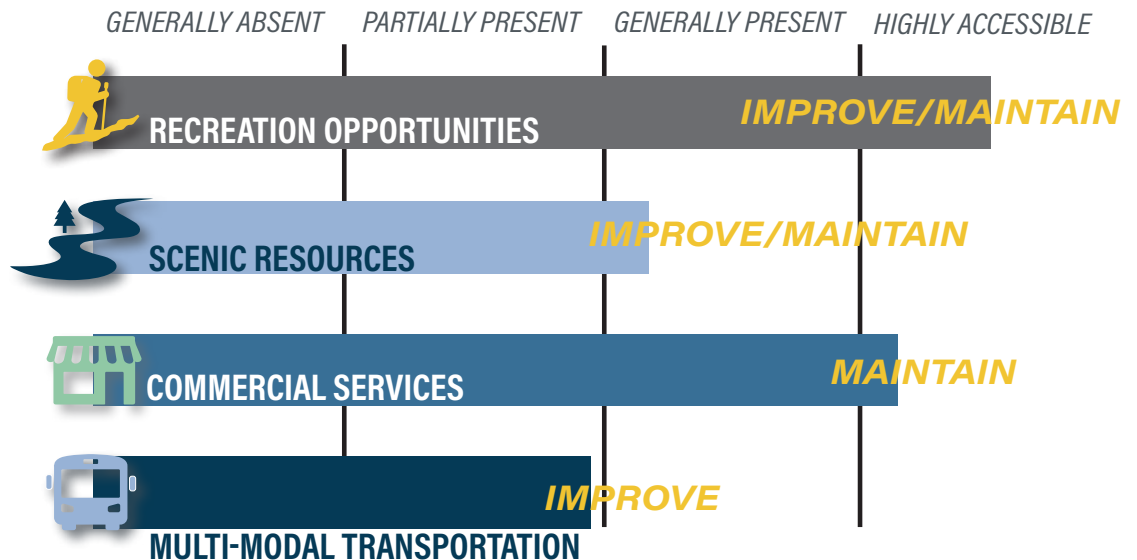 GENERALLY ABSENT PARTIALLY PRESENT GENERALLY PRESENT HIGHLY ACCESSIBLE
IMPROVE/MAINTAIN
RECREATION OPPORTUNITIES
IMPROVE/MAINTAIN
SCENIC RESOURCES
MAINTAIN
COMMERCIAL SERVICES
IMPROVE
MULTI-MODAL TRANSPORTATION